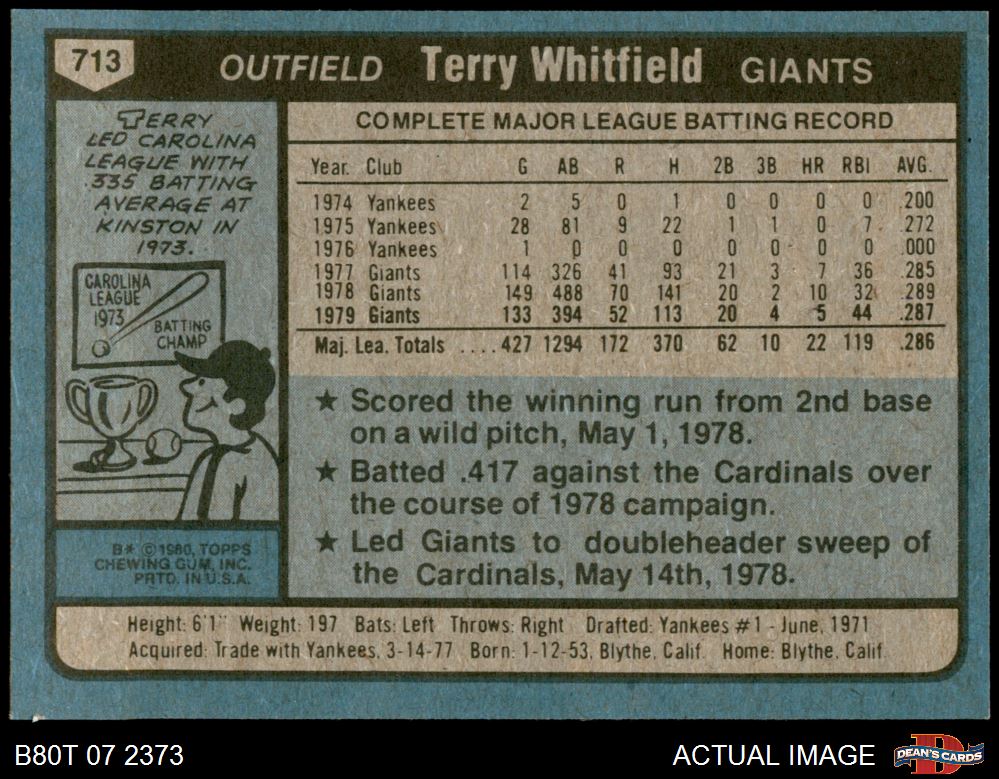 713 OUTFIELD Terry Whitfield GIANTS
TERRY
LED CAROLINA
LEAGUE WITH
.335 BATTING
AVERAGE AT
KINSTON IN
1973.
CAROLINA
LEAGUE
1973
BATTING
CHAMP
B* © 1980, TOPPS
CHEWING GUM, INC.
PRTD. IN U.S.A.
COMPLETE MAJOR LEAGUE BATTING RECORD
Year Club G AB R H 2B 3B HR RBI AVG.
1974 Yankees 2 5 0 1 0 0 0 0 .200
1975 Yankees 28 81 9 22 1 1 0 7 .272
1976 Yankees 1 0 0 0 0 0 0 0 .000
1977 Giants 114 326 41 93 21 3 7 36 .285
1978 Giants 149 488 70 141 20 2 10 32 .289
1979 Giants 133 394 52 113 20 4 5 44 .287
Maj. Lea. Totals ....427 1294 172 370 62 10 22 119 .286
★ Scored the winning run from 2nd base
on a wild pitch, May 1, 1978.
★ Batted .417 against the Cardinals over
the course of 1978 campaign.
★ Led Giants to doubleheader sweep of
the Cardinals, May 14th, 1978.
Height: 6'1" Weight: 197 Bats: Left Throws: Right Drafted: Yankees #1 - June, 1971
Acquired: Trade with Yankees, 3-14-77 Born: 1-12-53, Blythe, Calif. Home: Blythe, Calif.
B80T 07 2373 ACTUAL IMAGE DEAN'S CARDS